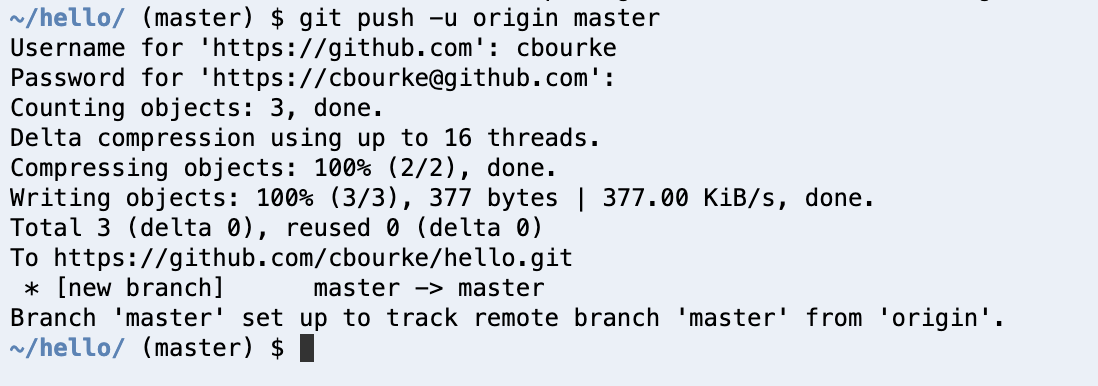 ~/hello/ (master) $ git push -u origin master
Username for 'https://github.com': cbourke
Password for 'https://cbourke@github.com':
Counting objects: 3, done.
Delta compression using up to 16 threads.
Compressing objects: 100% (2/2), done.
Writing objects: 100% (3/3), 377 bytes | 377.00 KiB/s, done.
Total 3 (delta 0), reused 0 (delta 0)
To https://github.com/cbourke/hello.git
 * [new branch]      master -> master
Branch 'master' set up to track remote branch 'master' from 'origin'.
~/hello/ (master) $